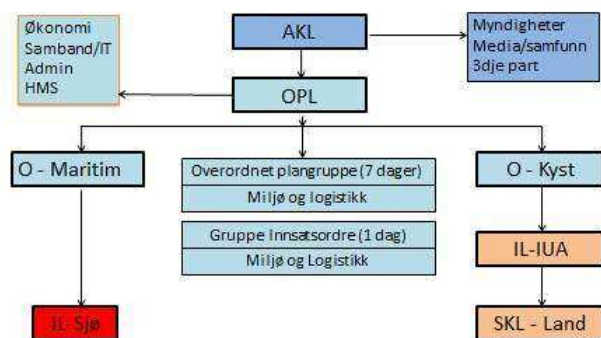 Økonomi
Samband/IT
Admin
HMS
AKL
Myndigheter
Media/samfunn
3dje part
OPL
O - Maritim
Overordnet plangruppe (7 dager)
Miljø og logistikk
O - Kyst
Gruppe Innsatsordre (1 dag)
Miljø og Logistikk
IL-IUA
IL-Sjø
SKL - Land